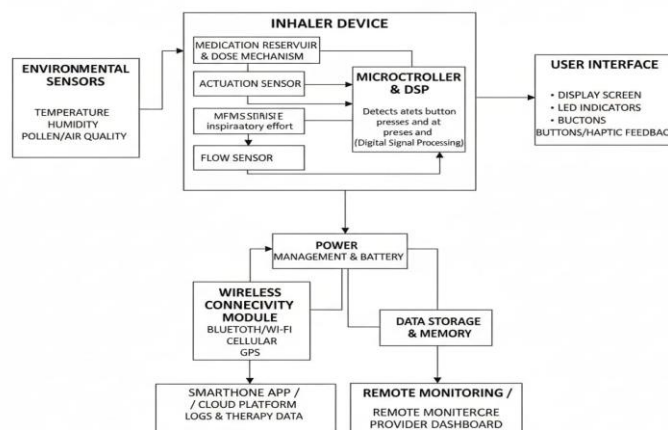 INHALER DEVICE
MEDICATION RESERVUIR
& DOSE MECHANISM
ENVIRONMENTAL
SENSORS
TEMPERATURE
HUMIDITY
POLLEN/AIR QUALITY
ACTUATION SENSOR
MFMS
inspiraatory effort
FLOW SENSOR
MICROCTROLLER
& DSP
Detects atets button
presses and at
preses and
(Digital Signal Processing)
USER INTERFACE
• DISPLAY SCREEN
• LED INDICATORS
• BUCTONS
BUTTONS/HAPTIC FEEDBACK
POWER
MANAGEMENT & BATTERY
WIRELESS
CONNECIVITY
MODULE
BLUETOTH/WI-FI
CELLULAR
GPS
DATA STORAGE
& MEMORY
SMARTHONE APP /
/ CLOUD PLATFORM
LOGS & THERAPY DATA
REMOTE MONITORING /
REMOTE MONITERCRE
PROVIDER DASHBOARD